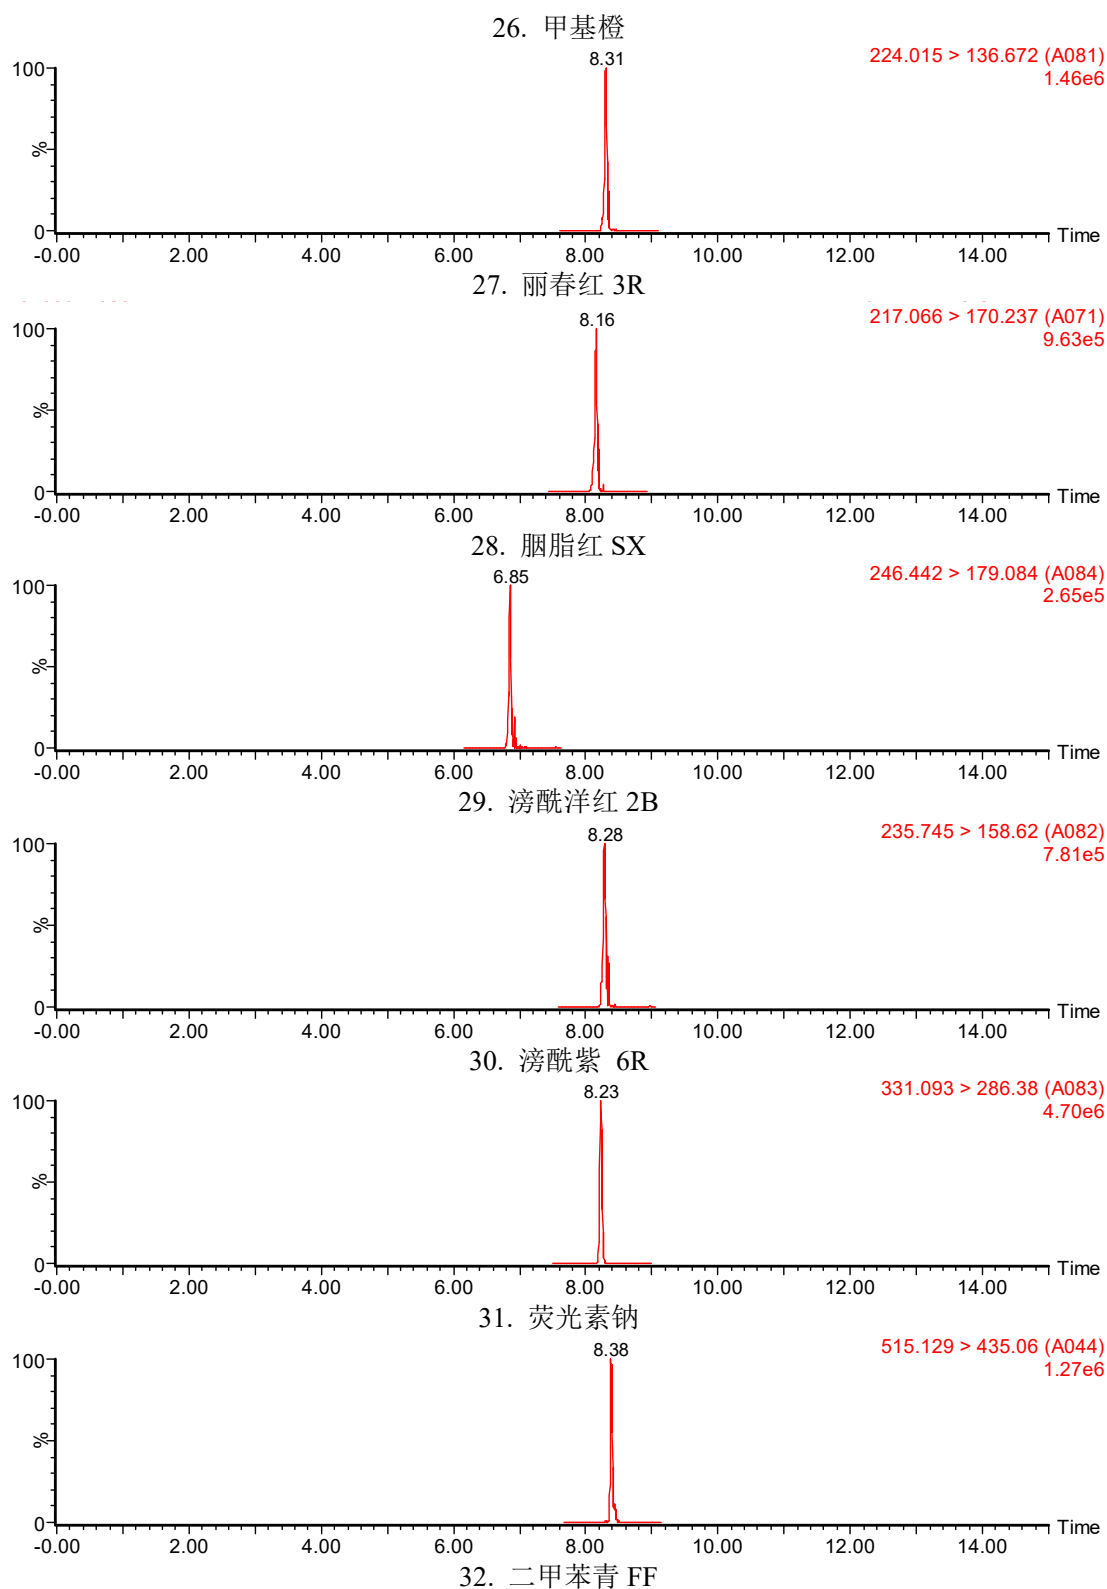 26. 甲基橙
8.31
224.015 > 136.672 (A081)
1.46e6
100
%
0
-0.00 2.00 4.00 6.00 8.00 10.00 12.00 14.00 Time
27. 丽春红 3R
8.16
217.066 > 170.237 (A071)
9.63e5
100
%
0
-0.00 2.00 4.00 6.00 8.00 10.00 12.00 14.00 Time
28. 胭脂红 SX
6.85
246.442 > 179.084 (A084)
2.65e5
100
%
0
-0.00 2.00 4.00 6.00 8.00 10.00 12.00 14.00 Time
29. 滂酰洋红 2B
8.28
235.745 > 158.62 (A082)
7.81e5
100
%
0
-0.00 2.00 4.00 6.00 8.00 10.00 12.00 14.00 Time
30. 滂酰紫 6R
8.23
331.093 > 286.38 (A083)
4.70e6
100
%
0
-0.00 2.00 4.00 6.00 8.00 10.00 12.00 14.00 Time
31. 荧光素钠
8.38
515.129 > 435.06 (A044)
1.27e6
100
%
0
-0.00 2.00 4.00 6.00 8.00 10.00 12.00 14.00 Time
32. 二甲苯青 FF